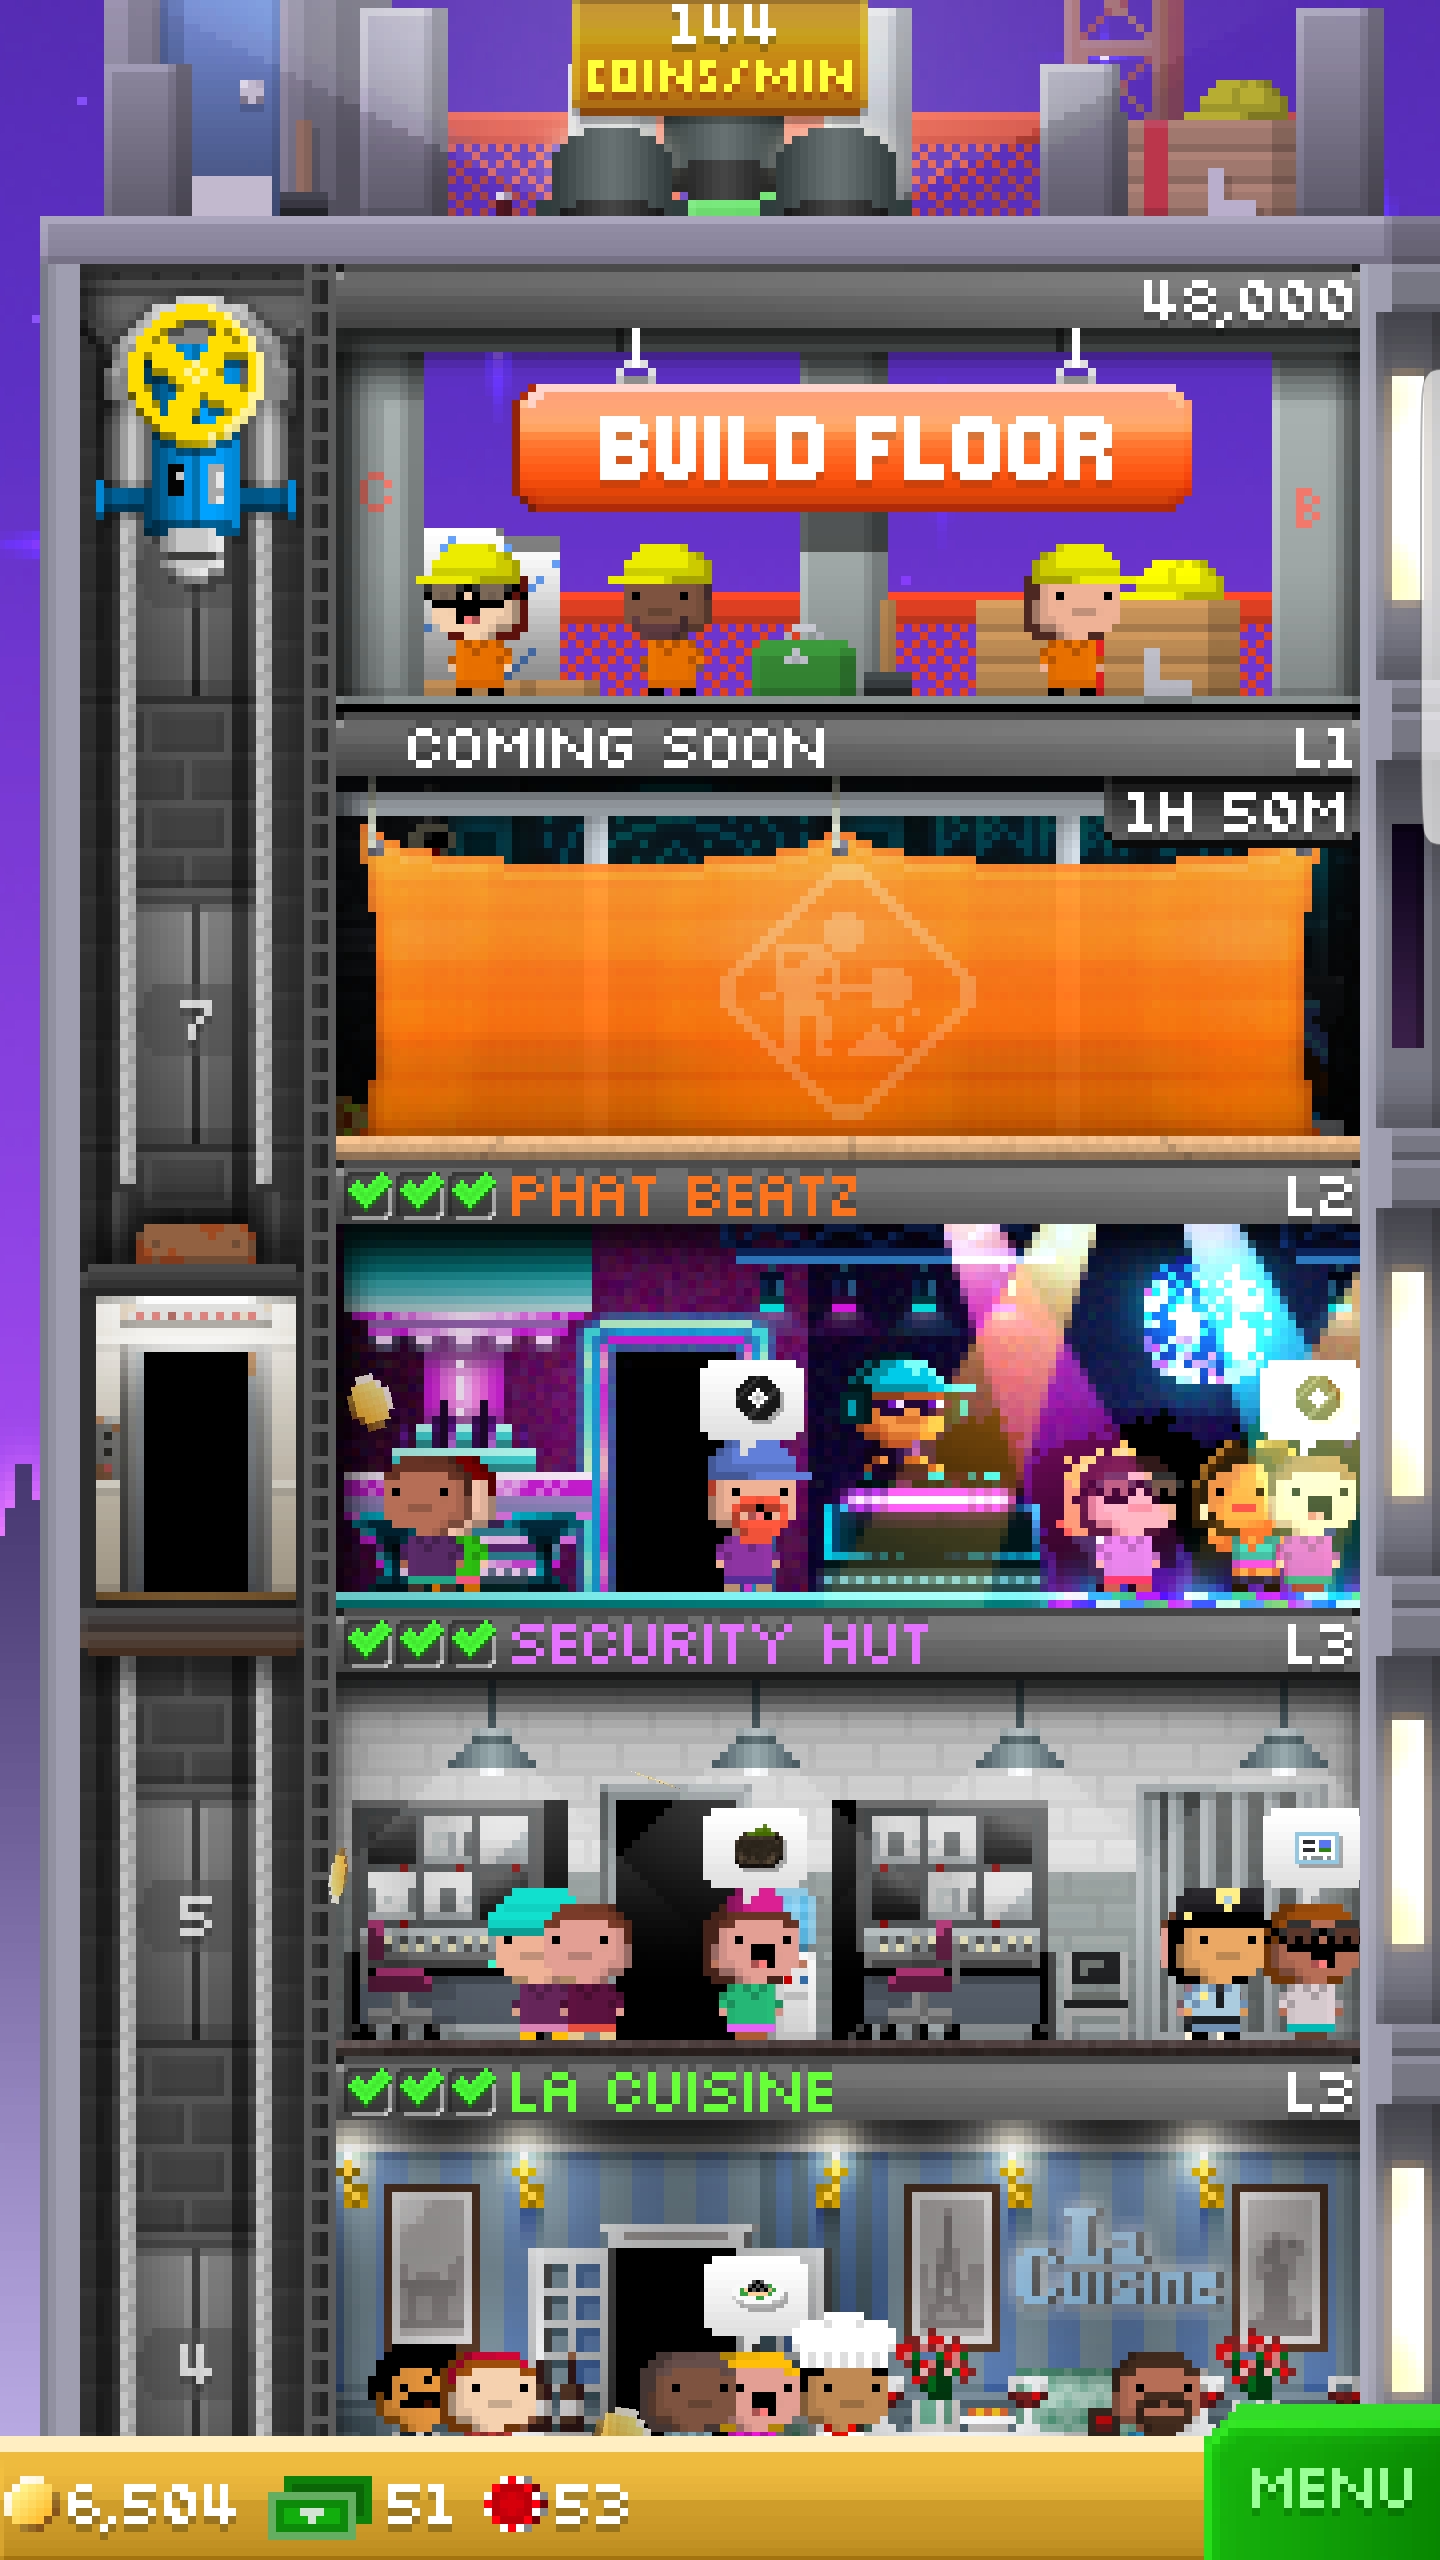 144
COINS/MIN
48,000
BUILD FLOOR
C
B
COMING SOON L1
1H 50M
7
PHAT BEATZ L2
SECURITY HUT L3
5
LA CUISINE L3
La
Cuisine
4
6,504 51 53
MENU